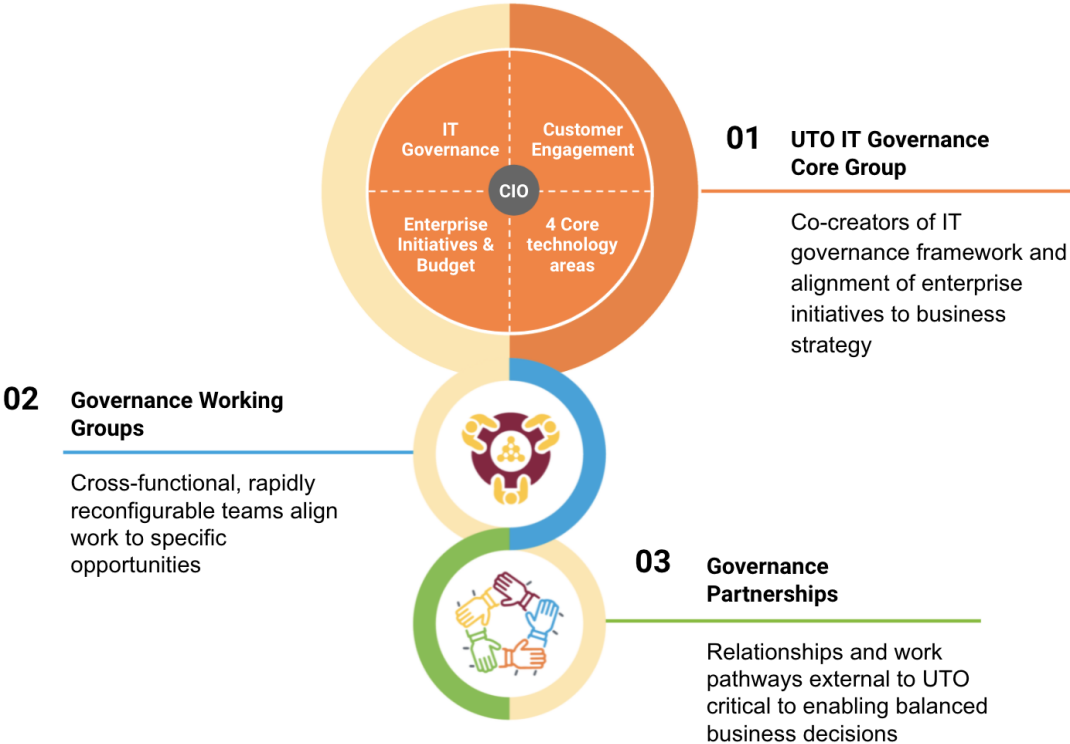 IT
Governance
Customer
Engagement
CIO
Enterprise
Initiatives &
Budget
4 Core
technology
areas
01
UTO IT Governance
Core Group
Co-creators of IT
governance framework and
alignment of enterprise
initiatives to business
strategy
02
Governance Working
Groups
Cross-functional, rapidly
reconfigurable teams align
work to specific
opportunities
03
Governance
Partnerships
Relationships and work
pathways external to UTO
critical to enabling balanced
business decisions